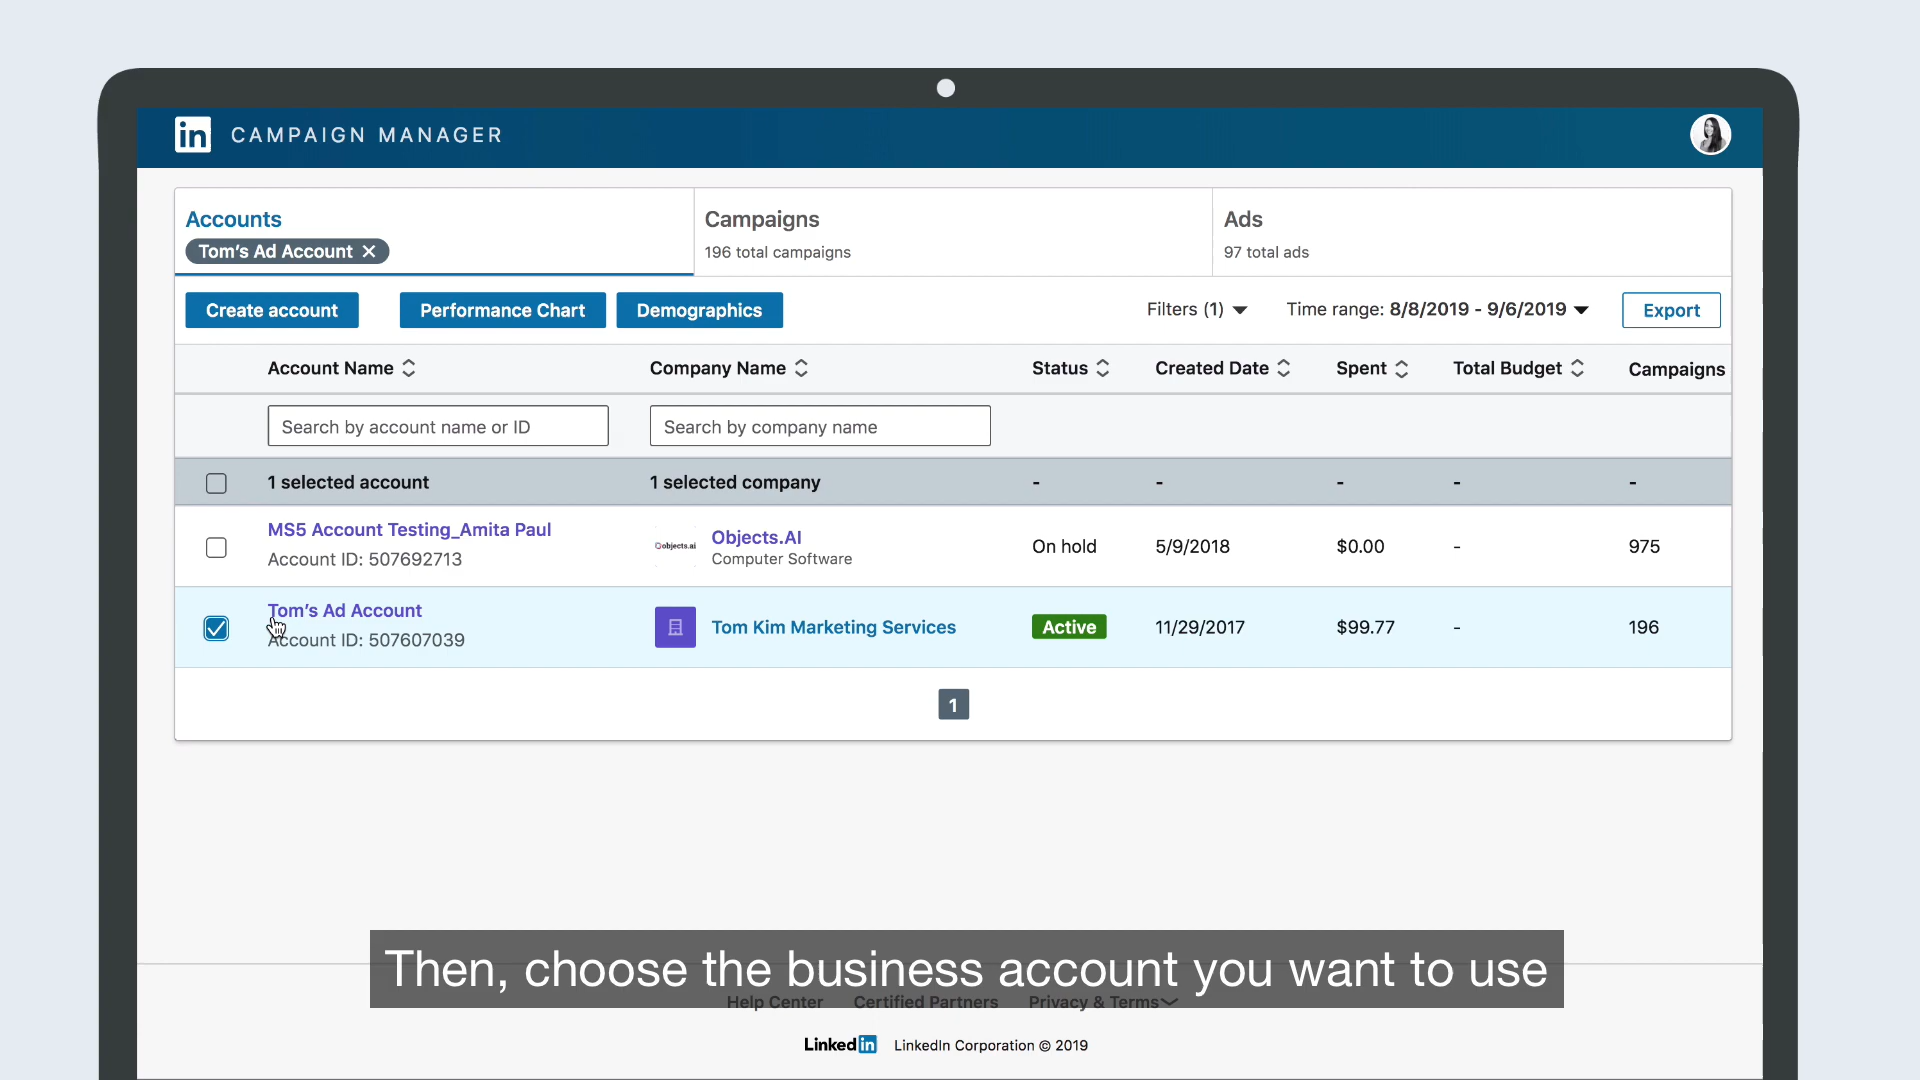 in CAMPAIGN MANAGER
Accounts
Tom's Ad Account ×
Campaigns
196 total campaigns
Ads
97 total ads
Create account
Performance Chart
Demographics
Filters (1)
Time range: 8/8/2019 - 9/6/2019
Export
Account Name
Company Name
Status
Created Date
Spent
Total Budget
Campaigns
Search by account name or ID
Search by company name
1 selected account
1 selected company
-
-
-
-
-
MS5 Account Testing_Amita Paul
Account ID: 507692713
objects.ai
Objects.AI
Computer Software
On hold
5/9/2018
$0.00
-
975
Tom's Ad Account
Account ID: 507607039
Tom Kim Marketing Services
Active
11/29/2017
$99.77
-
196
1
Then, choose the business account you want to use
Help Center
Certified Partners
Privacy & Terms
LinkedIn LinkedIn Corporation © 2019